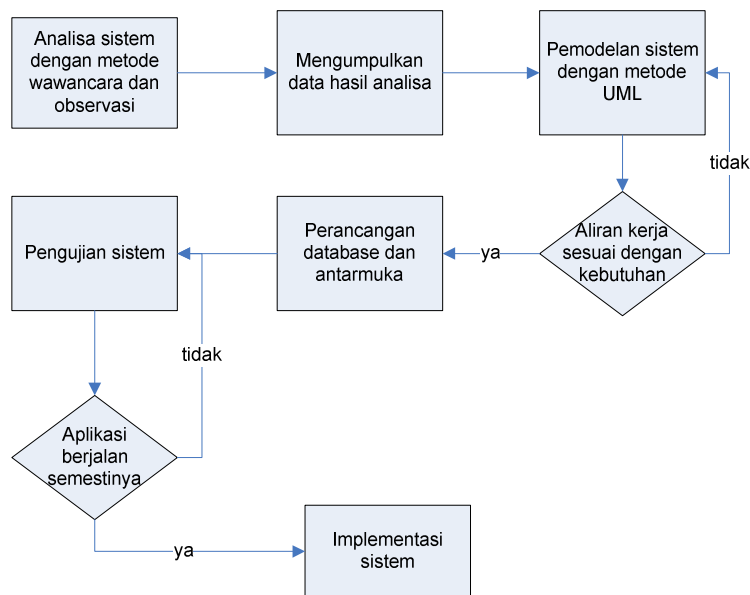 Analisa sistem
dengan metode
wawancara dan
observasi
Mengumpulkan
data hasil analisa
Pemodelan sistem
dengan metode
UML
tidak
Aliran kerja
sesuai dengan
kebutuhan
ya
Perancangan
database dan
antarmuka
Pengujian sistem
tidak
Aplikasi
berjalan
semestinya
ya
Implementasi
sistem